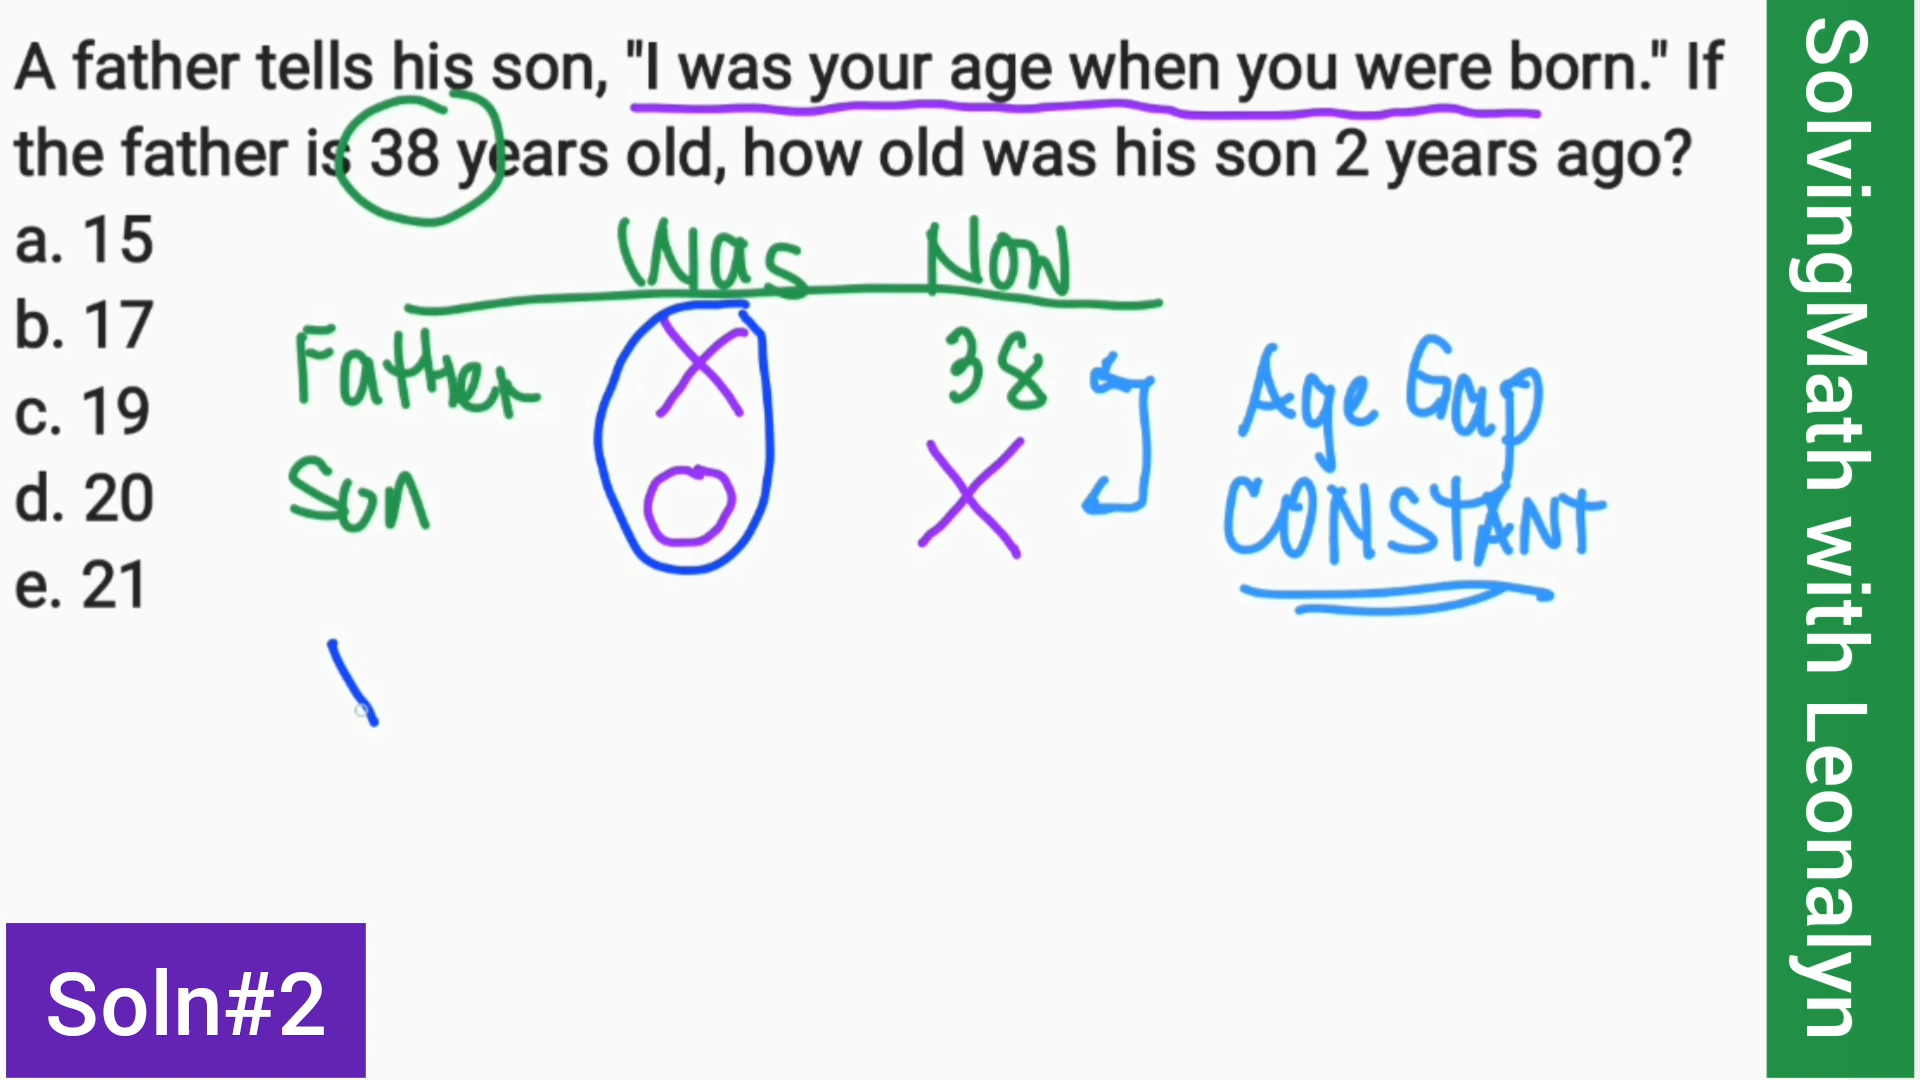 A father tells his son, "I was your age when you were born." If
the father is 38 years old, how old was his son 2 years ago?
a. 15
b. 17
c. 19
d. 20
e. 21
Was Now
Father X 38
Son 0 X
Age Gap
CONSTANT
Soln#2
SolvingMath with Leonalyn